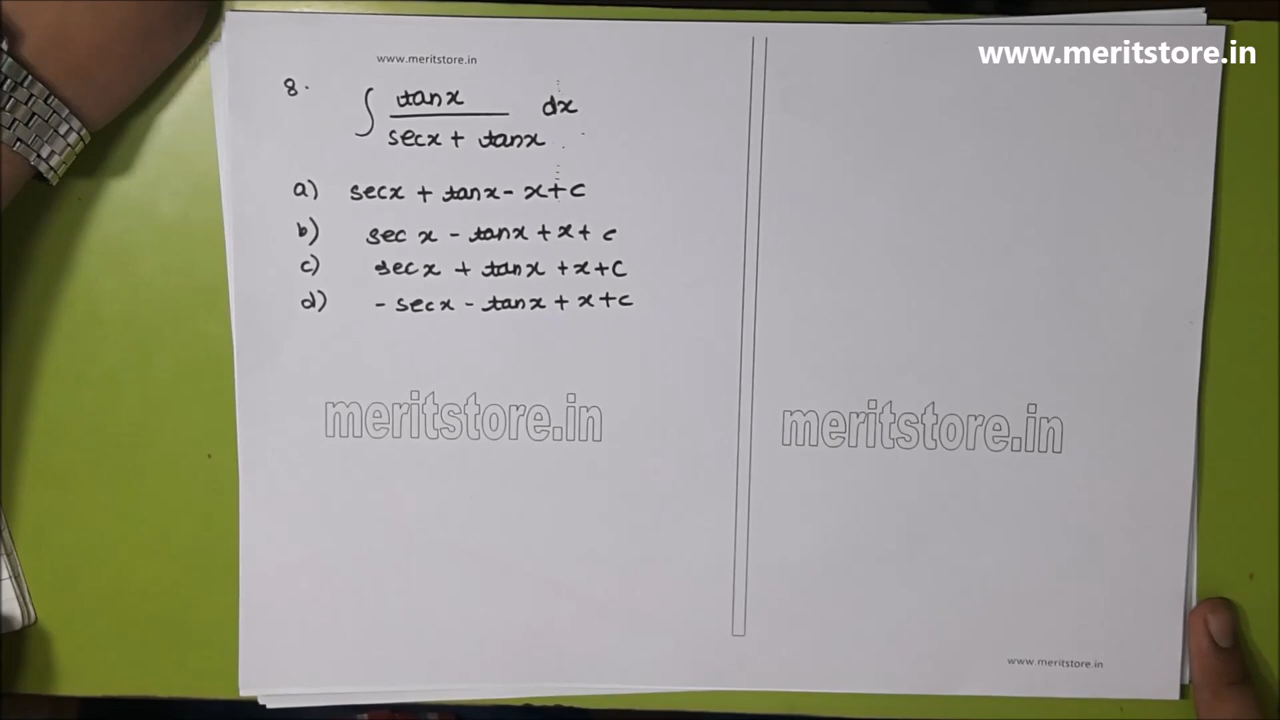 www.meritstore.in
www.meritstore.in
8.
∫ tanx / secx + tanx dx
a) secx + tanx - x + c
b) sec x - tanx + x + c
c) secx + tanx + x + C
d) - secx - tanx + x + c
meritstore.in
meritstore.in
www.meritstore.in